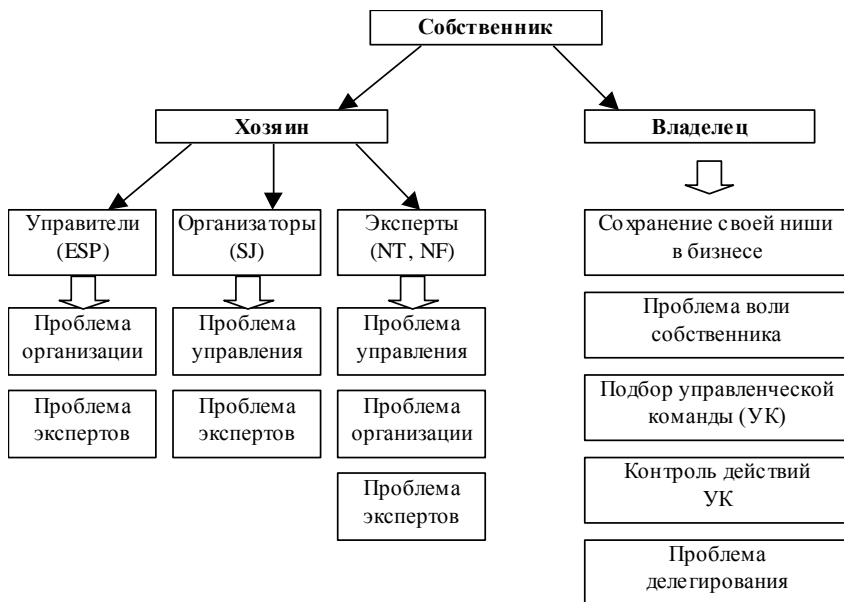 Собственник
Хозяин
Владелец
Управители
(ESP)
Организаторы
(SJ)
Эксперты
(NT, NF)
Сохранение своей ниши
в бизнесе
Проблема
организации
Проблема
управления
Проблема
управления
Проблема воли
собственника
Проблема
экспертов
Проблема
экспертов
Проблема
организации
Подбор управленческой
команды (УК)
Проблема
экспертов
Контроль действий
УК
Проблема
делегирования